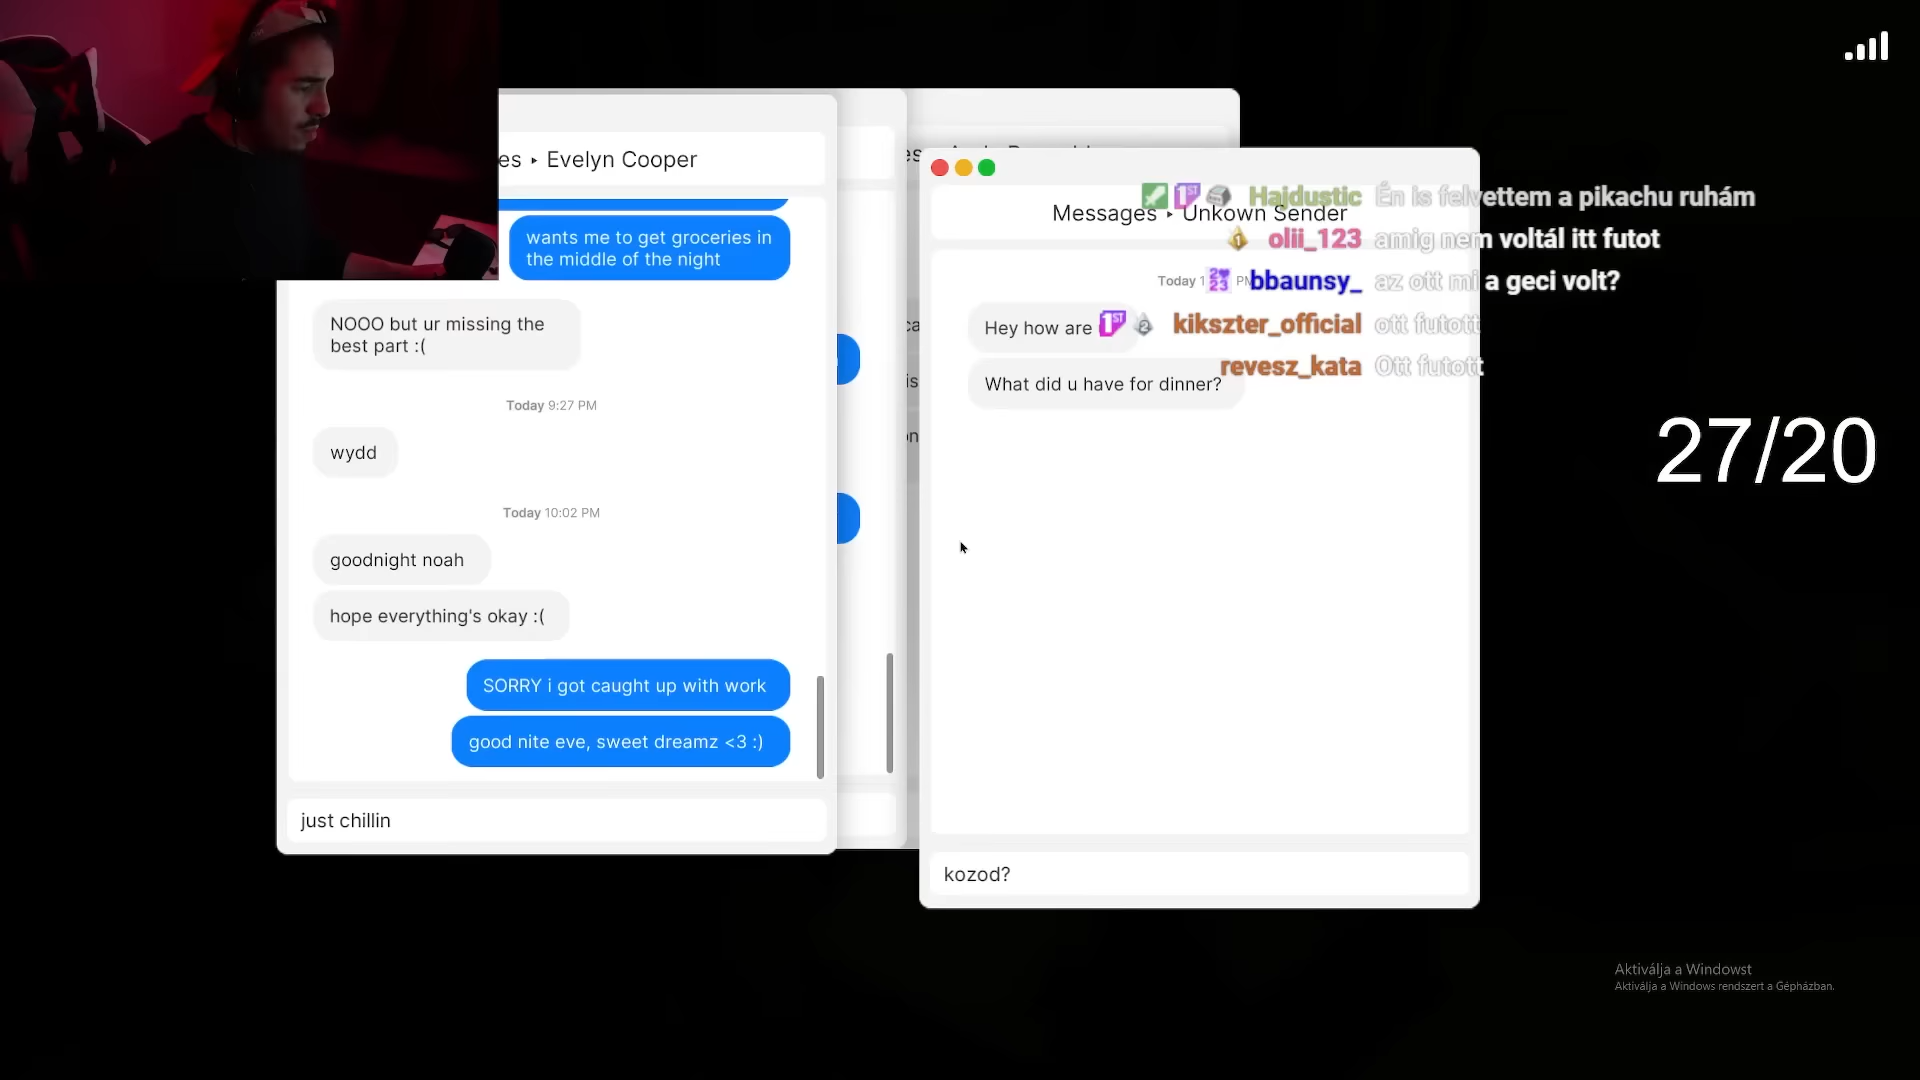 es ▸ Evelyn Cooper
wants me to get groceries in
the middle of the night
NOOO but ur missing the
best part :(
Today 9:27 PM
wydd
Today 10:02 PM
goodnight noah
hope everything's okay :(
SORRY i got caught up with work
good nite eve, sweet dreamz <3 :)
just chillin
Messages ▸ Unkown Sender
Today 1
Hey how are
What did u have for dinner?
kozod?
Hajdustic Én is felvettem a pikachu ruhám
olii_123 amig nem voltál itt futot
bbaunsy_ az ott mi a geci volt?
kikszter_official ott futott
revesz_kata Ott futott
27/20
Aktiválja a Windowst
Aktiválja a Windows rendszert a Gépházban.